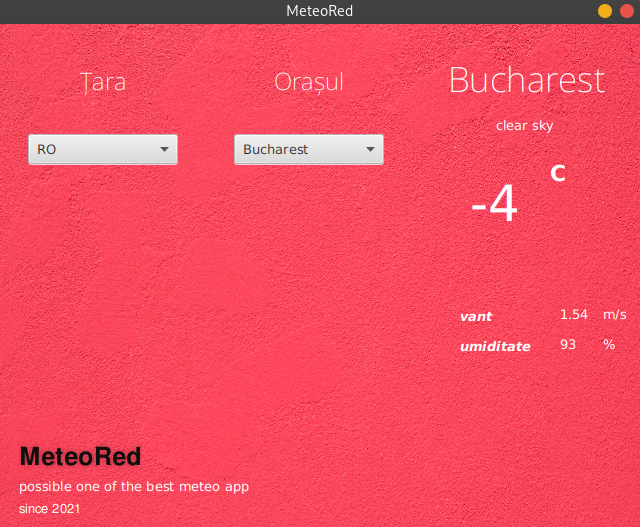 MeteoRed
Țara
Orașul
Bucharest
clear sky
RO
Bucharest
C
-4
vant 1.54 m/s
umiditate 93 %
MeteoRed
possible one of the best meteo app
since 2021